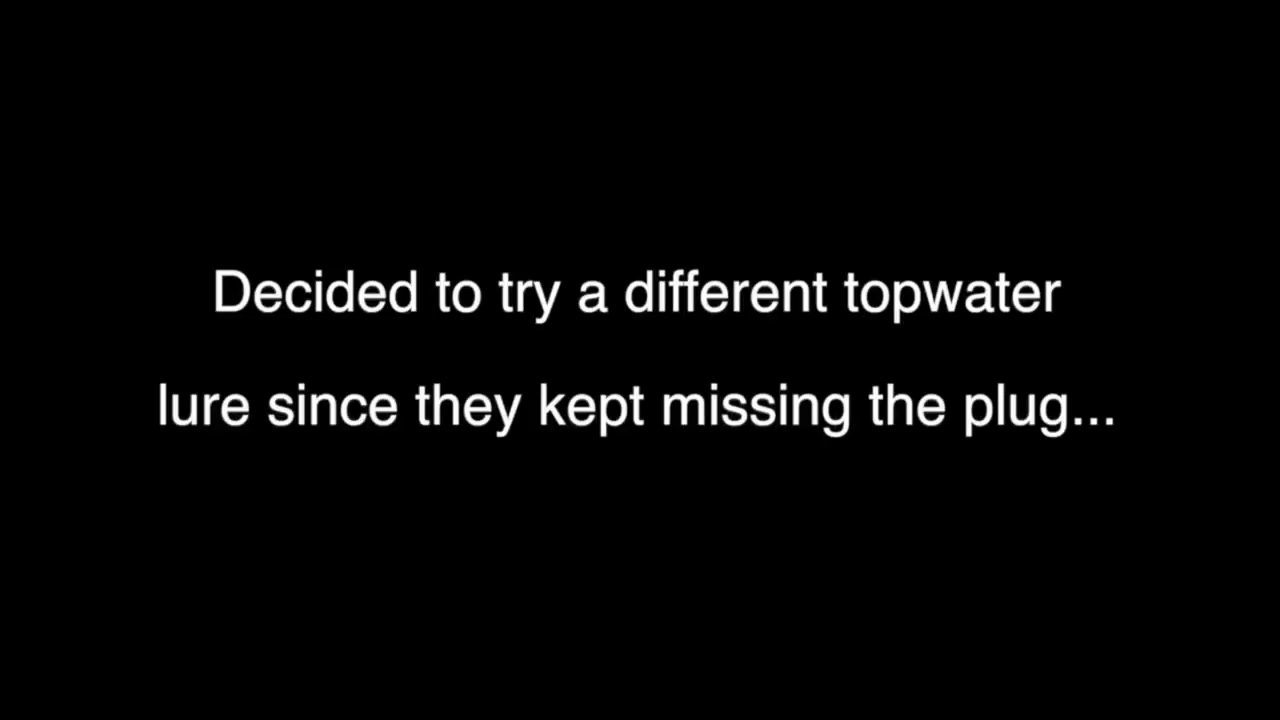 Decided to try a different topwater
lure since they kept missing the plug...